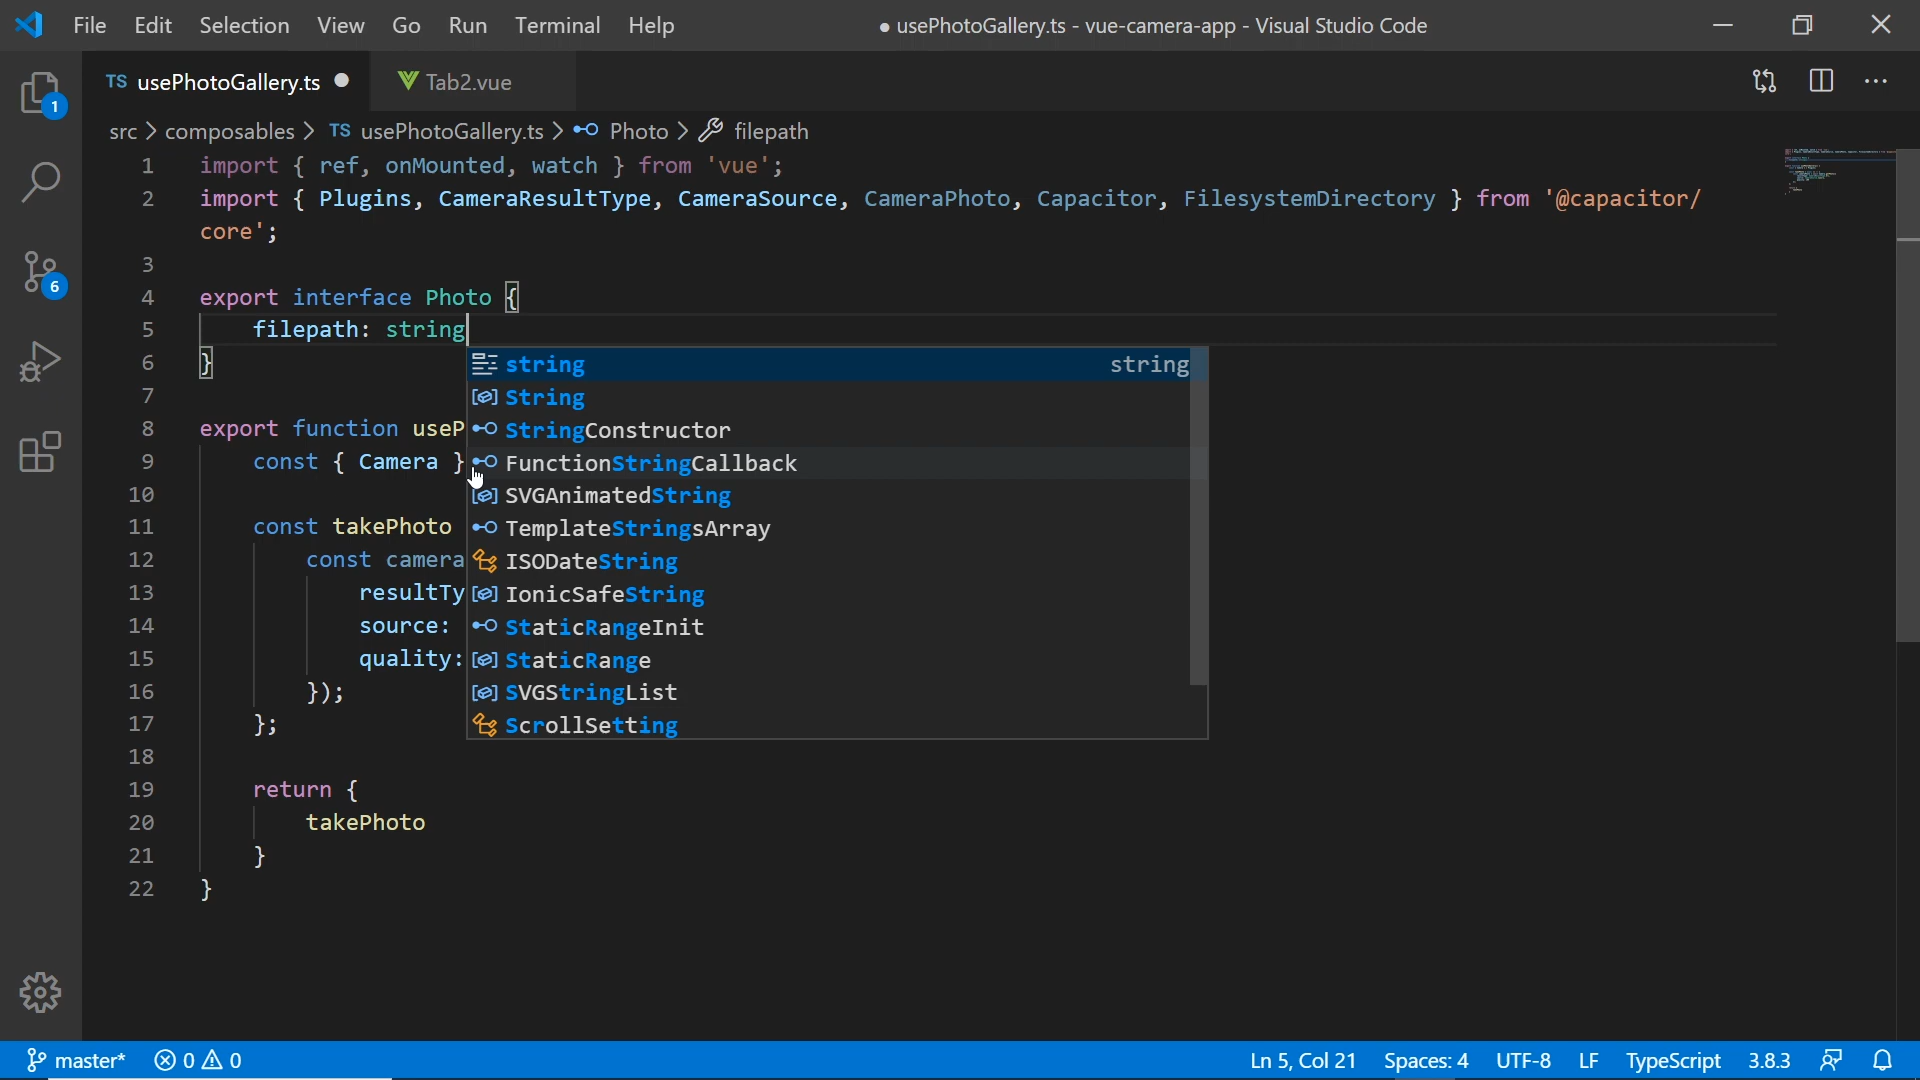 File Edit Selection View Go Run Terminal Help ● usePhotoGallery.ts - vue-camera-app - Visual Studio Code
TS usePhotoGallery.ts ● Tab2.vue
src > composables > TS usePhotoGallery.ts > Photo > filepath
1 import { ref, onMounted, watch } from 'vue';
2 import { Plugins, CameraResultType, CameraSource, CameraPhoto, Capacitor, FilesystemDirectory } from '@capacitor/
core';
3
4 export interface Photo {
5 filepath: string
6 }
string string
7
String
8 export function useP
StringConstructor
9 const { Camera }
FunctionStringCallback
10
SVGAnimatedString
11 const takePhoto
TemplateStringsArray
12 const camera
ISODateString
13 resultTy
IonicSafeString
14 source:
StaticRangeInit
15 quality:
StaticRange
16 });
SVGStringList
17 };
ScrollSetting
18
19 return {
20 takePhoto
21 }
22 }
1
6
master* 0 0 Ln 5, Col 21 Spaces: 4 UTF-8 LF TypeScript 3.8.3